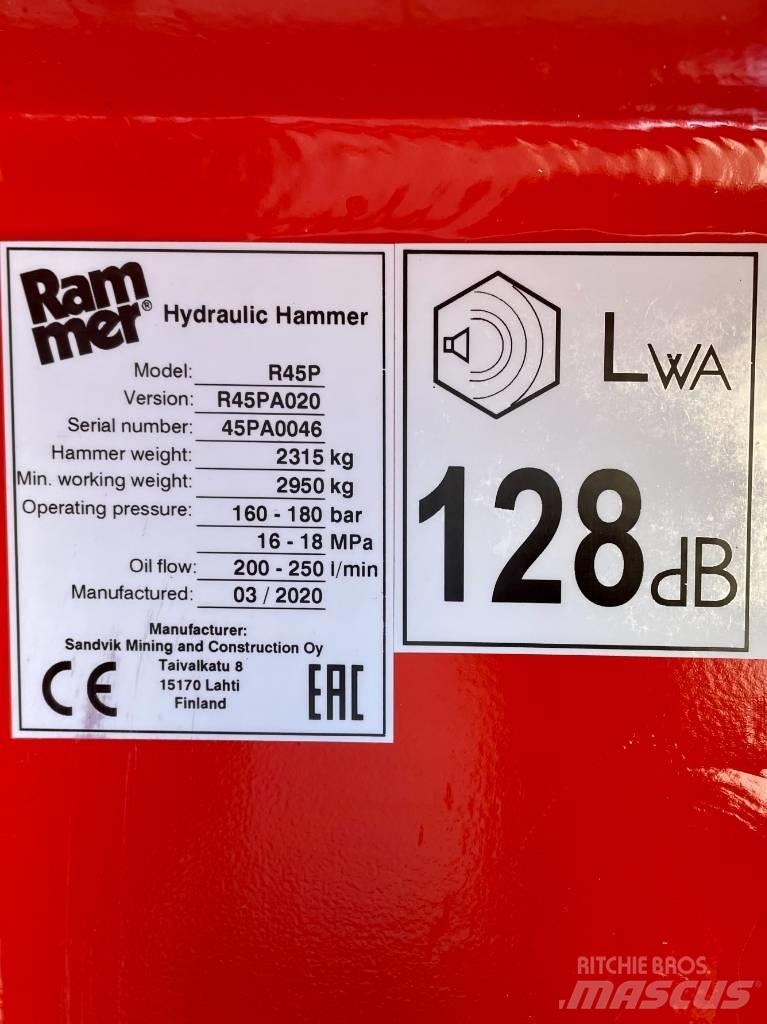 Ram
mer®
Hydraulic Hammer
Model: R45P
Version: R45PA020
Serial number: 45PA0046
Hammer weight: 2315 kg
Min. working weight: 2950 kg
Operating pressure: 160 - 180 bar
16 - 18 MPa
Oil flow: 200 - 250 l/min
Manufactured: 03 / 2020
Manufacturer:
Sandvik Mining and Construction Oy
Taivalkatu 8
15170 Lahti
Finland
CE
EAC
LWA
128 dB
RITCHIE BROS.
MASCUS